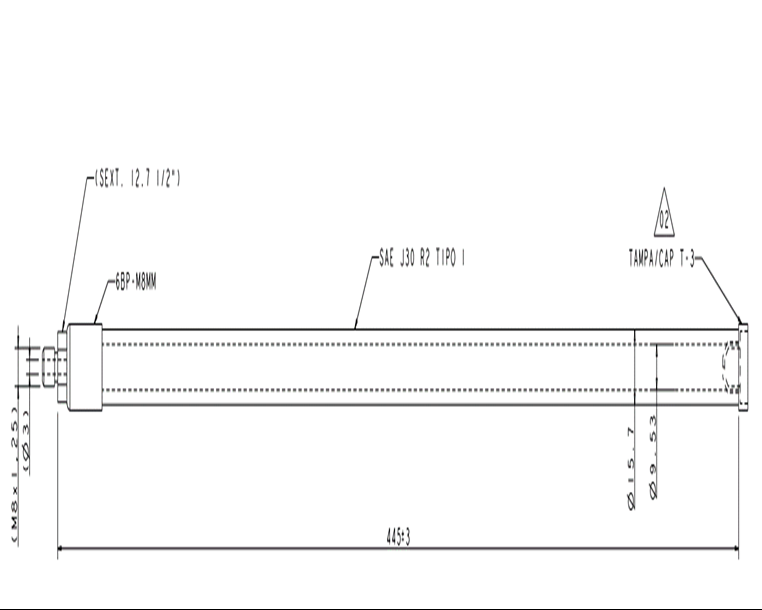 (SEXT. 12.7 1/2")
02
SAE J30 R2 TIPO I
TAMPA/CAP T-3
6BP-M8MM
(M8x1.25)
(Ø3)
Ø15.7
Ø9.53
445±3